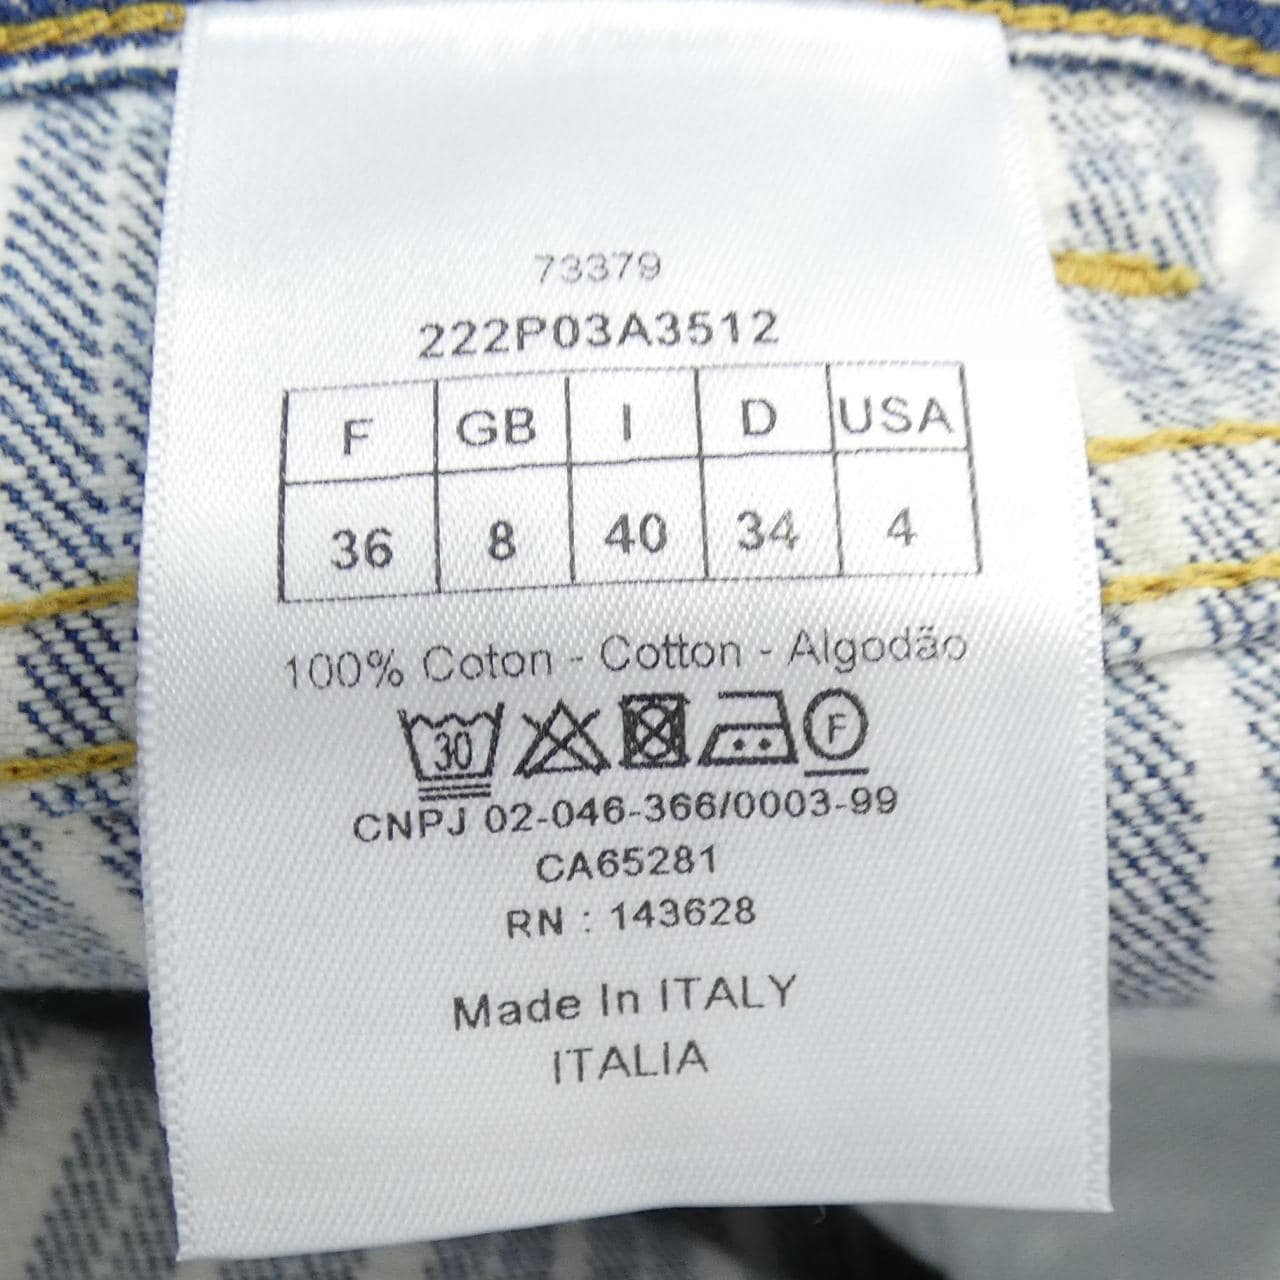 73379
222P03A3512
F GB I D USA
36 8 40 34 4
100% Coton - Cotton - Algodão
30 F
CNPJ 02-046-366/0003-99
CA65281
RN : 143628
Made In ITALY
ITALIA